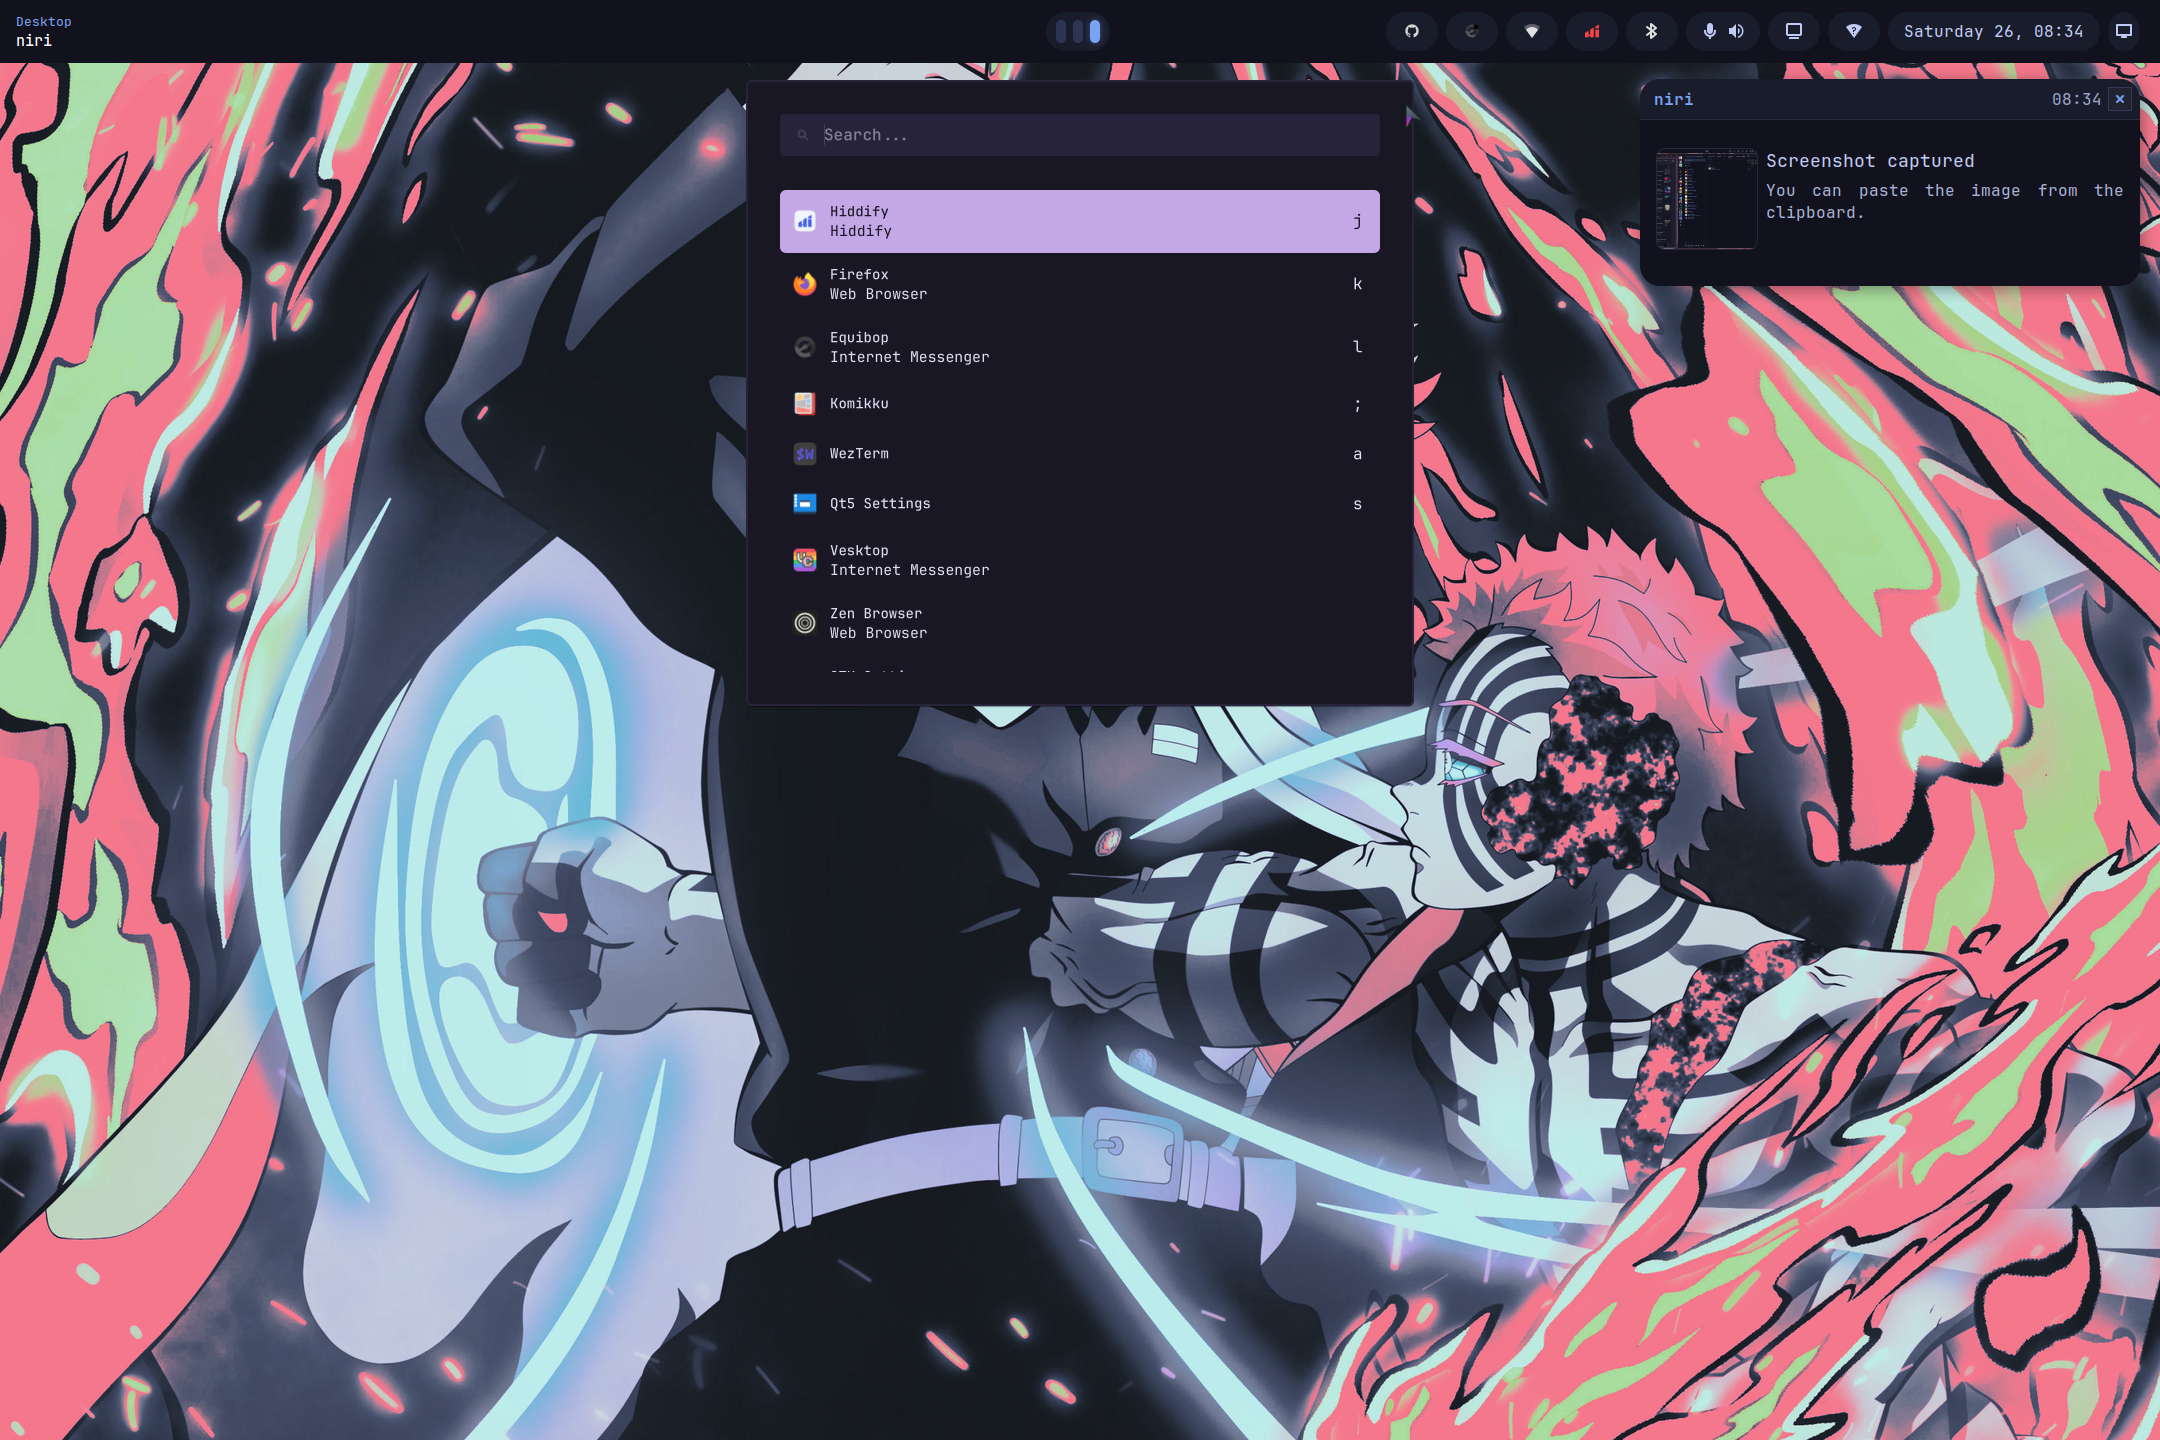 Desktop
niri
Saturday 26, 08:34
niri
08:34
Screenshot captured
You can paste the image from the
clipboard.
Search...
Hiddify
Hiddify
j
Firefox
Web Browser
k
Equibop
Internet Messenger
l
Komikku
;
WezTerm
a
Qt5 Settings
s
Vesktop
Internet Messenger
Zen Browser
Web Browser